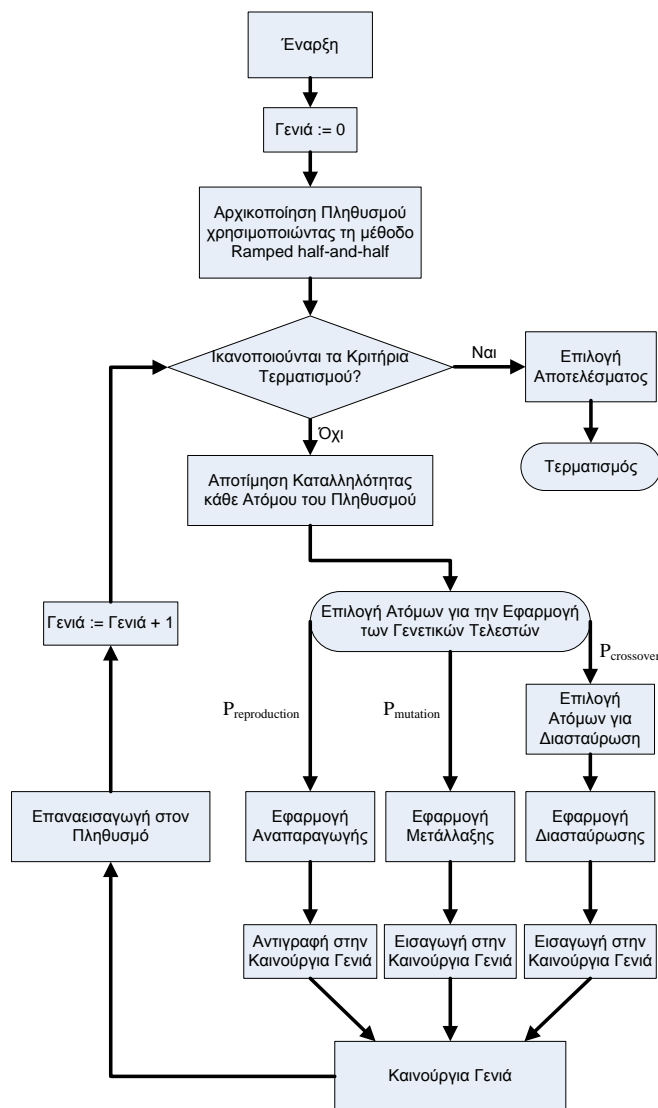 Έναρξη
Γενιά := 0
Αρχικοποίηση Πληθυσμού
χρησιμοποιώντας τη μέθοδο
Ramped half-and-half
Ικανοποιούνται τα Κριτήρια
Τερματισμού?
Ναι
Επιλογή
Αποτελέσματος
Τερματισμός
Όχι
Αποτίμηση Καταλληλότητας
κάθε Ατόμου του Πληθυσμού
Γενιά := Γενιά + 1
Επιλογή Ατόμων για την Εφαρμογή
των Γενετικών Τελεστών
Preproduction
Pmutation
Pcrossover
Επιλογή
Ατόμων για
Διασταύρωση
Επαναεισαγωγή στον
Πληθυσμό
Εφαρμογή
Αναπαραγωγής
Εφαρμογή
Μετάλλαξης
Εφαρμογή
Διασταύρωσης
Αντιγραφή στην
Καινούργια Γενιά
Εισαγωγή στην
Καινούργια Γενιά
Εισαγωγή στην
Καινούργια Γενιά
Καινούργια Γενιά